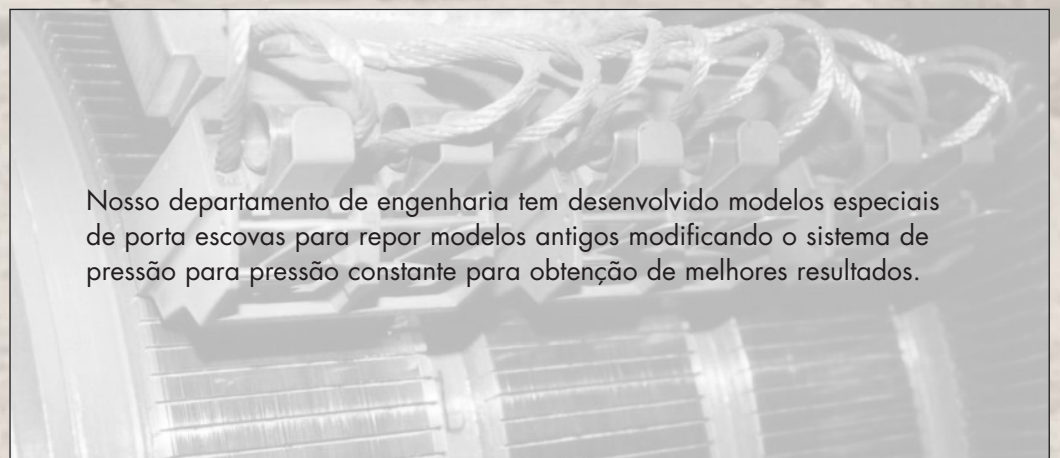 Nosso departamento de engenharia tem desenvolvido modelos especiais
de porta escovas para repor modelos antigos modificando o sistema de
pressão para pressão constante para obtenção de melhores resultados.